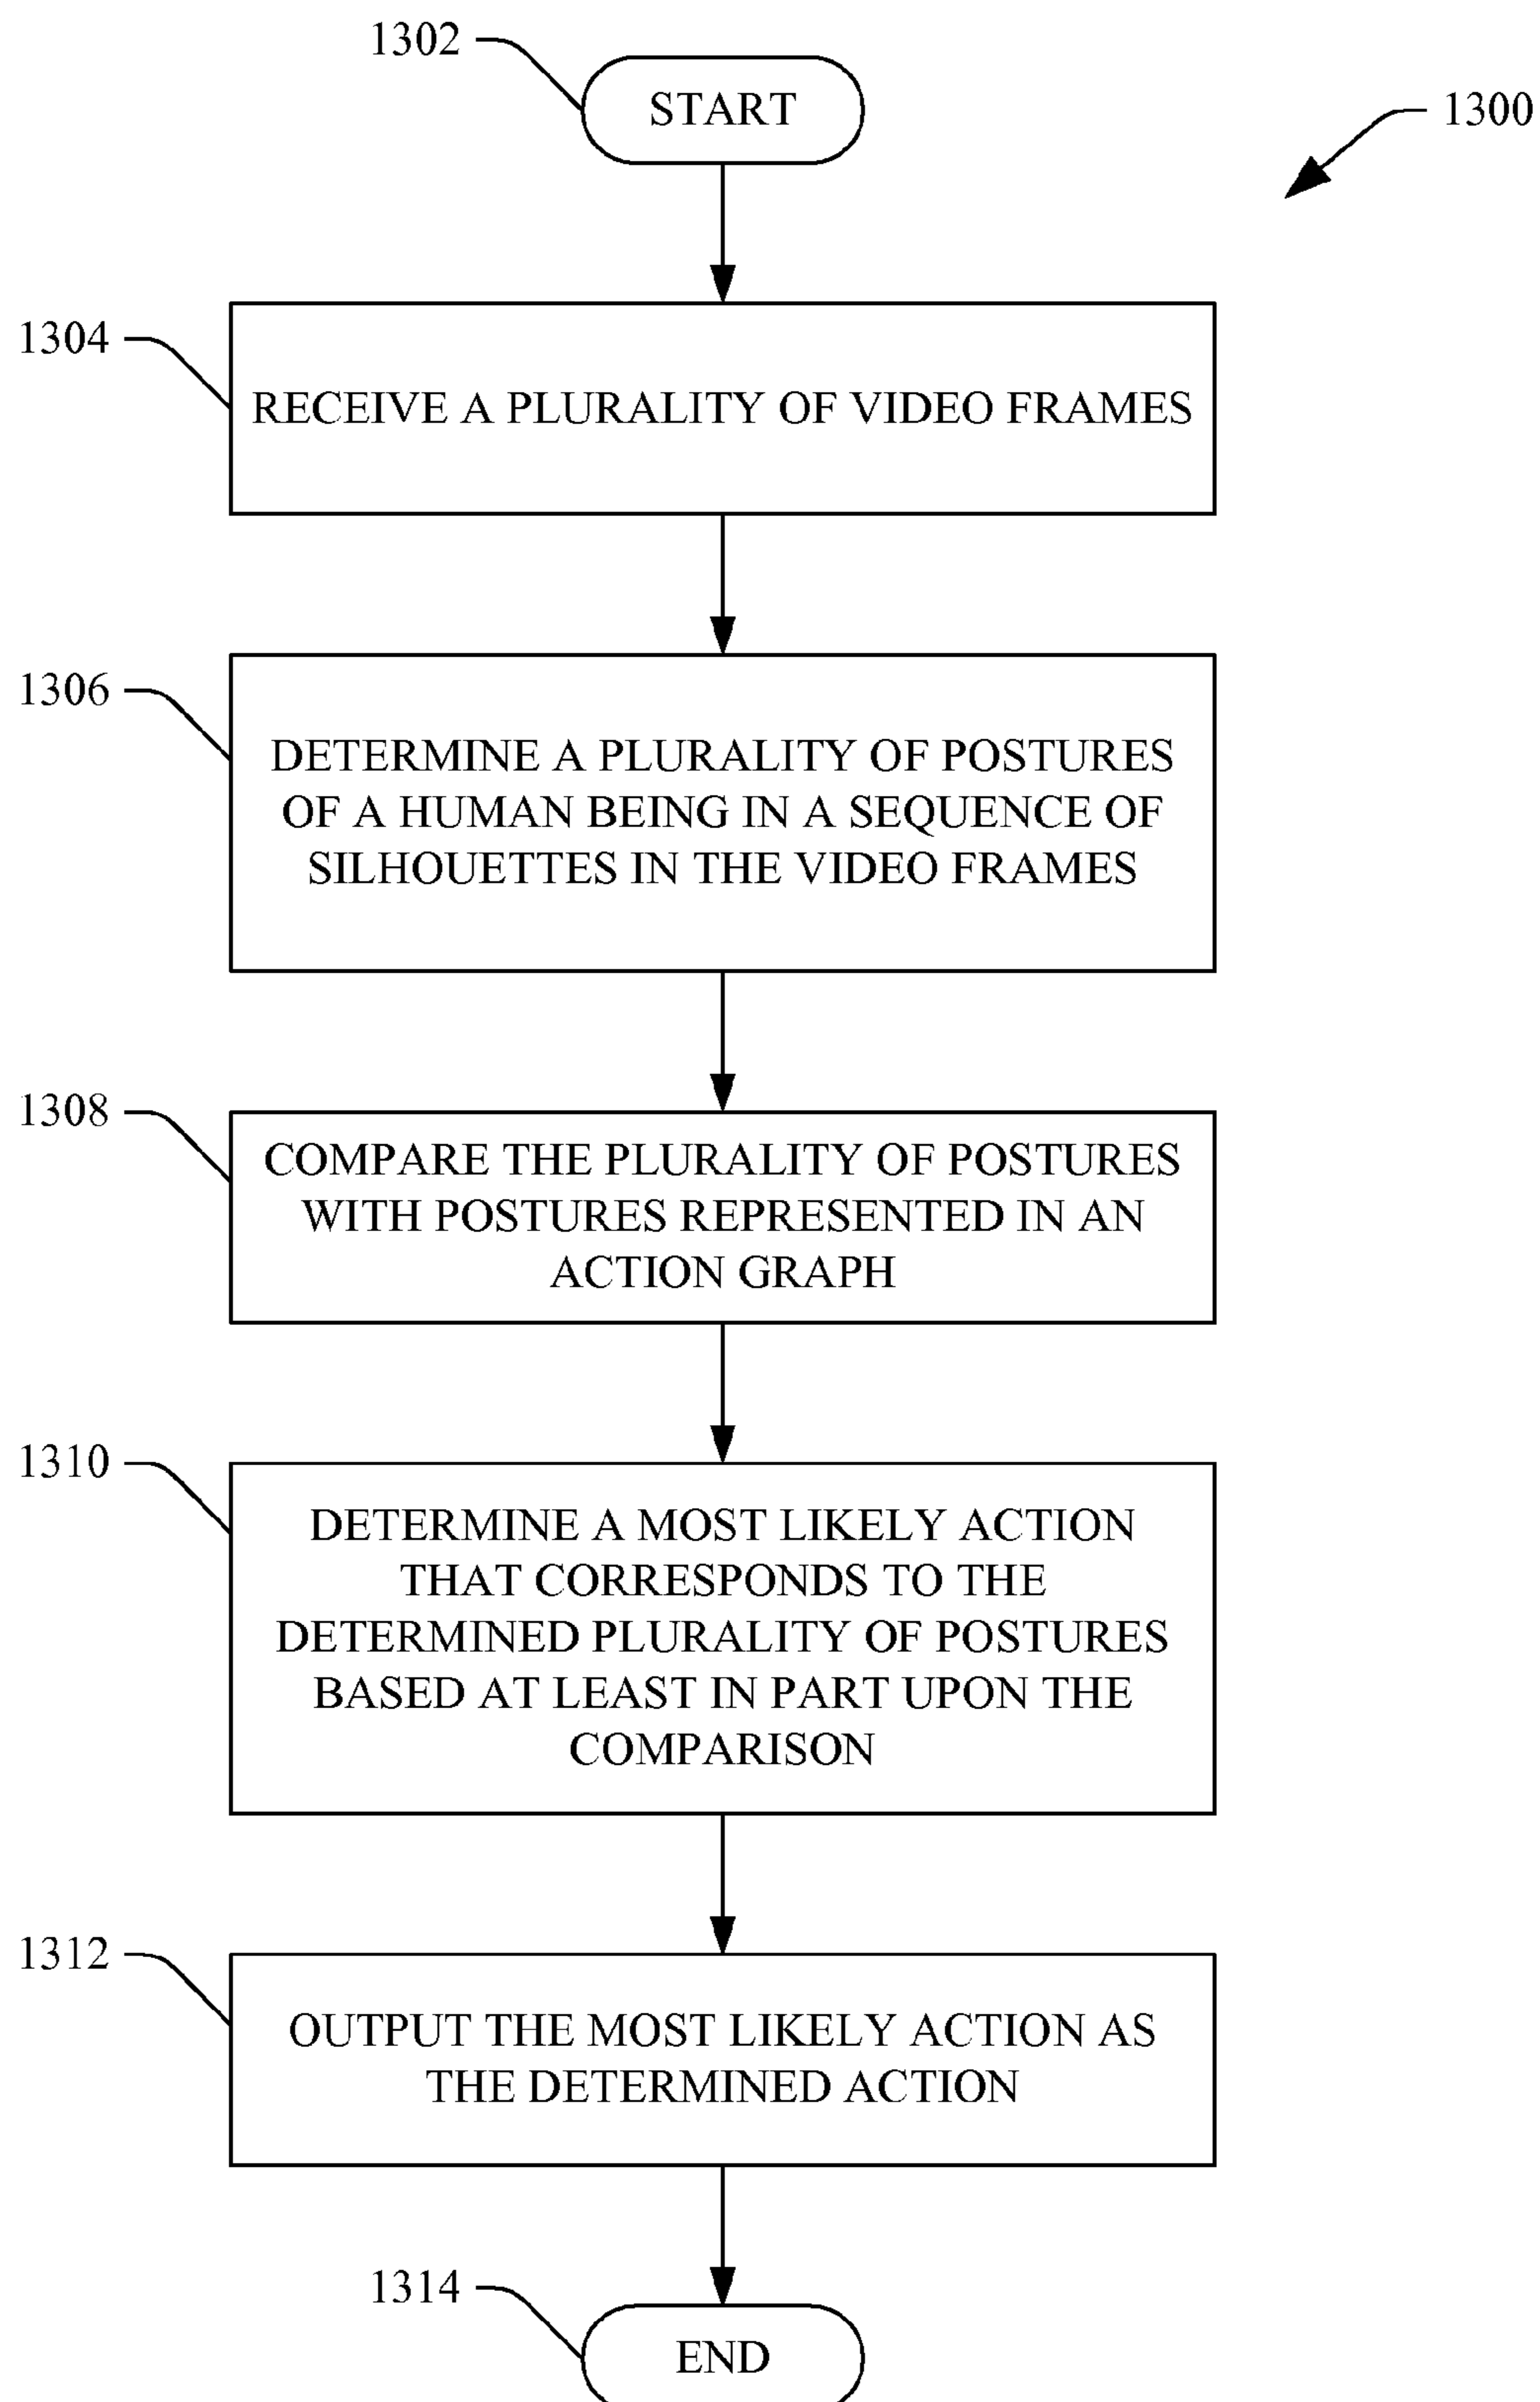 1302
START
1300
1304
RECEIVE A PLURALITY OF VIDEO FRAMES
1306
DETERMINE A PLURALITY OF POSTURES
OF A HUMAN BEING IN A SEQUENCE OF
SILHOUETTES IN THE VIDEO FRAMES
1308
COMPARE THE PLURALITY OF POSTURES
WITH POSTURES REPRESENTED IN AN
ACTION GRAPH
1310
DETERMINE A MOST LIKELY ACTION
THAT CORRESPONDS TO THE
DETERMINED PLURALITY OF POSTURES
BASED AT LEAST IN PART UPON THE
COMPARISON
1312
OUTPUT THE MOST LIKELY ACTION AS
THE DETERMINED ACTION
1314
END